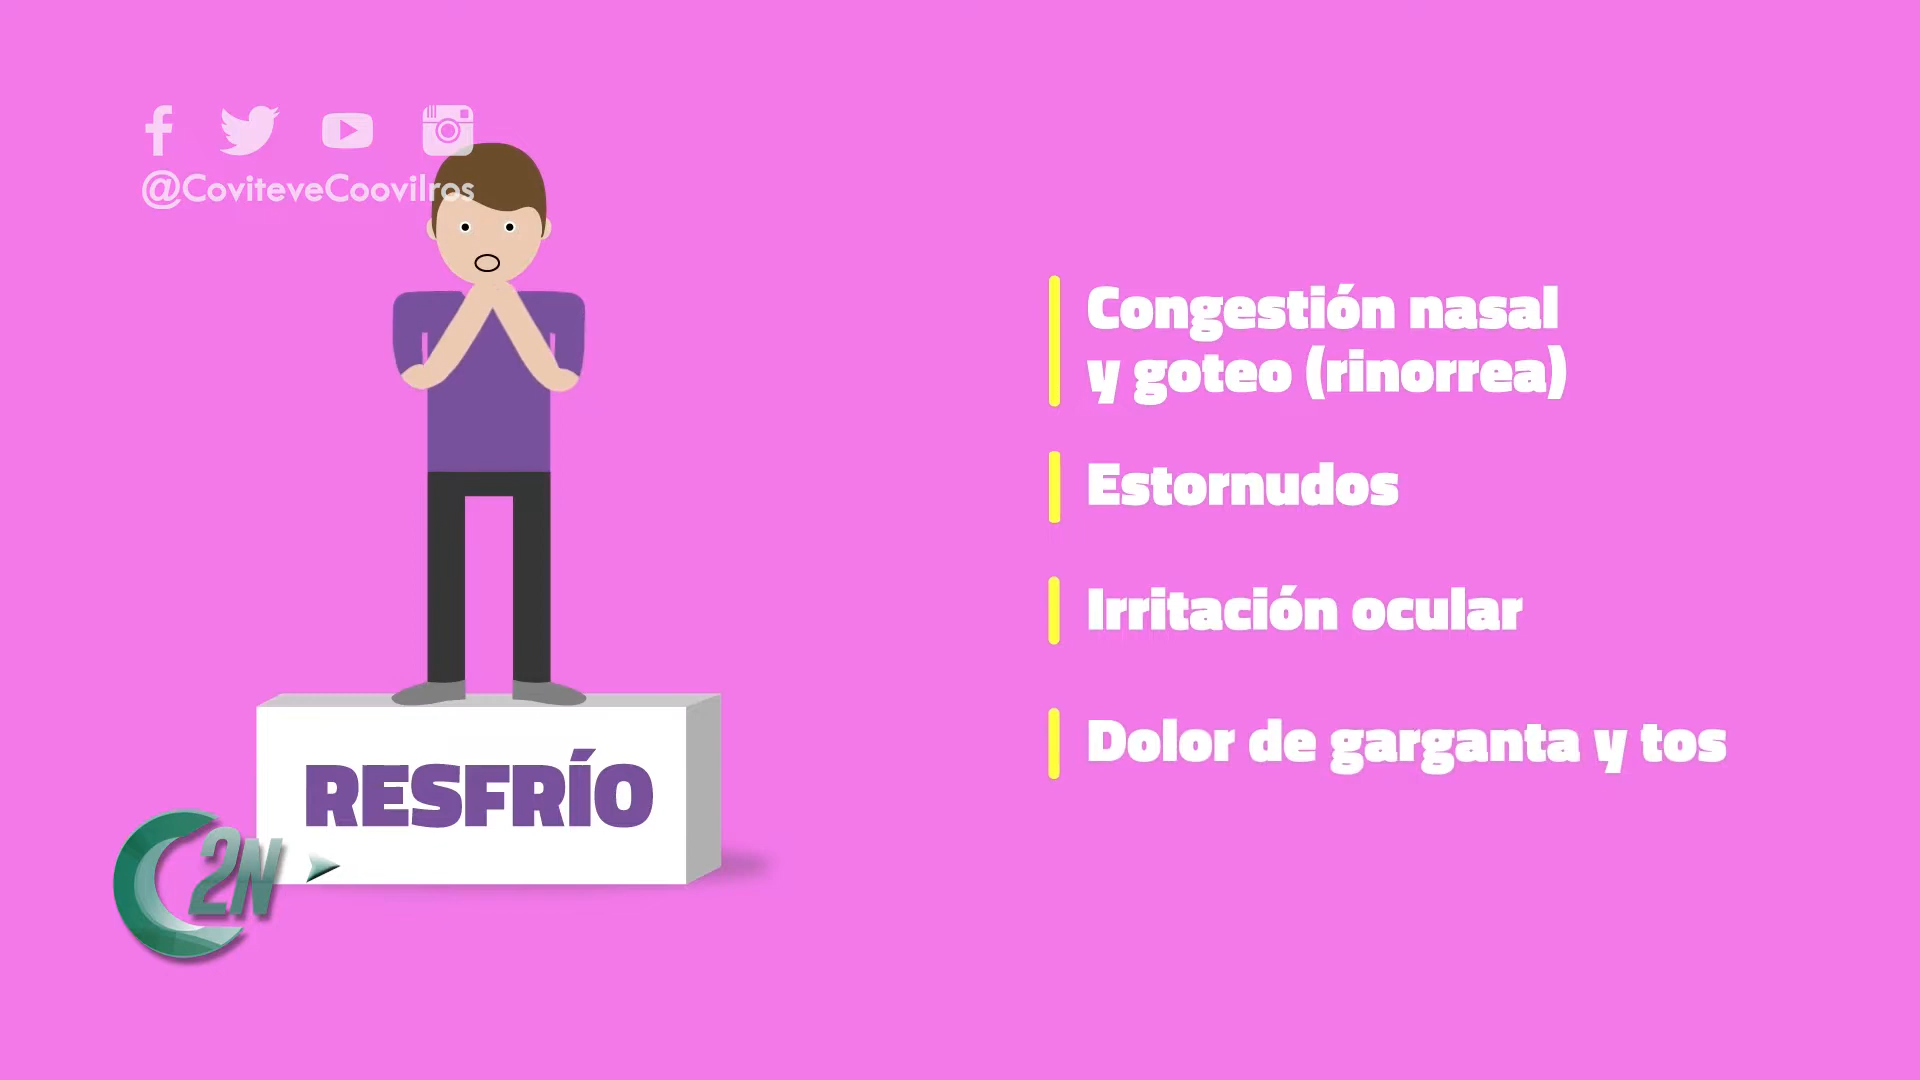 @CoviteveCoovilros
Congestión nasal
y goteo (rinorrea)
Estornudos
Irritación ocular
Dolor de garganta y tos
RESFRÍO
2N